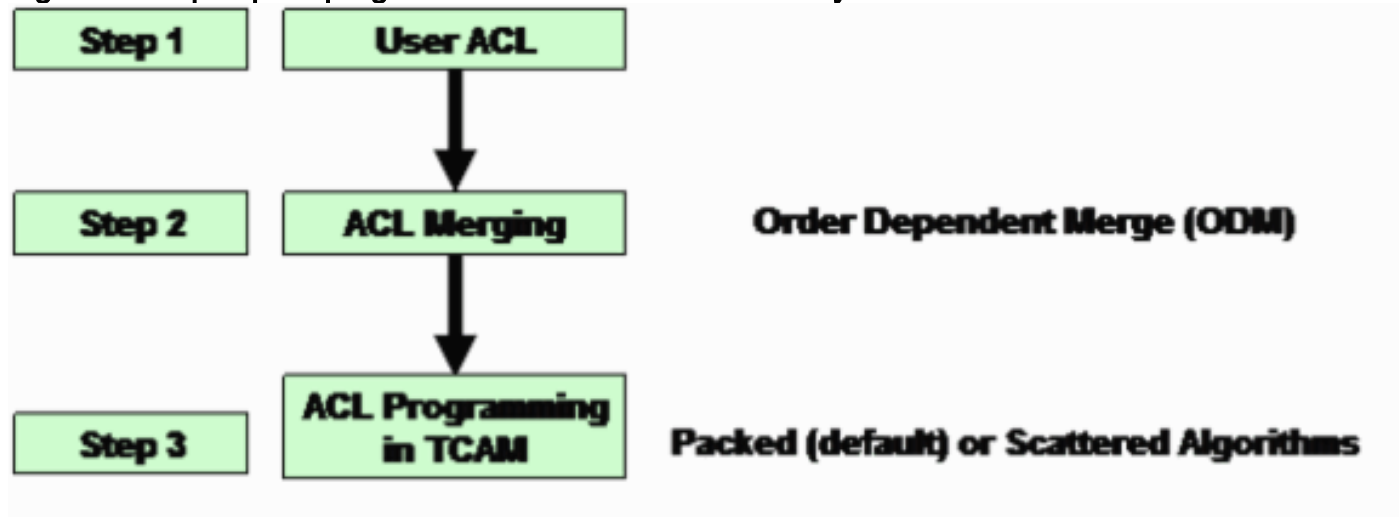 Step 1 User ACL
Step 2 ACL Merging Order Dependent Merge (ODM)
ACL Programming
Step 3 in TCAM Packed (default) or Scattered Algorithms